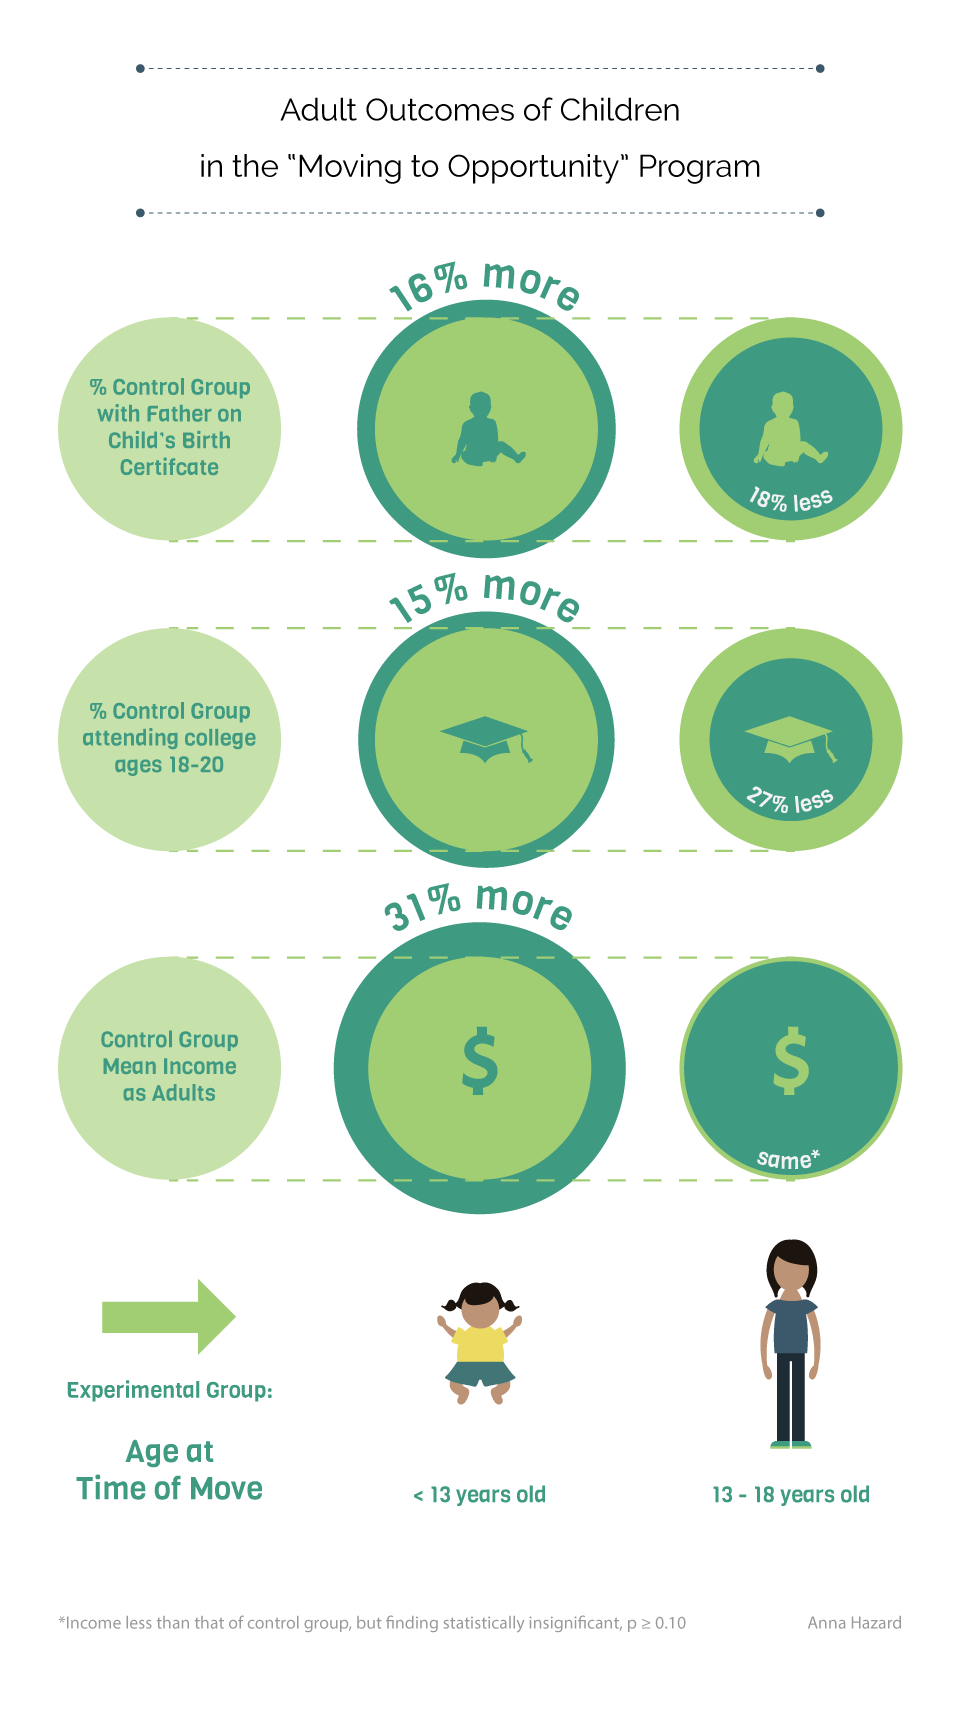 Adult Outcomes of Children
in the "Moving to Opportunity" Program
16% more
% Control Group
with Father on
Child's Birth
Certifcate
18% less
15% more
% Control Group
attending college
ages 18-20
27% less
31% more
Control Group
Mean Income
as Adults
$
$
same*
Experimental Group:
Age at
Time of Move
< 13 years old
13 - 18 years old
*Income less than that of control group, but finding statistically insignificant, p ≥ 0.10
Anna Hazard